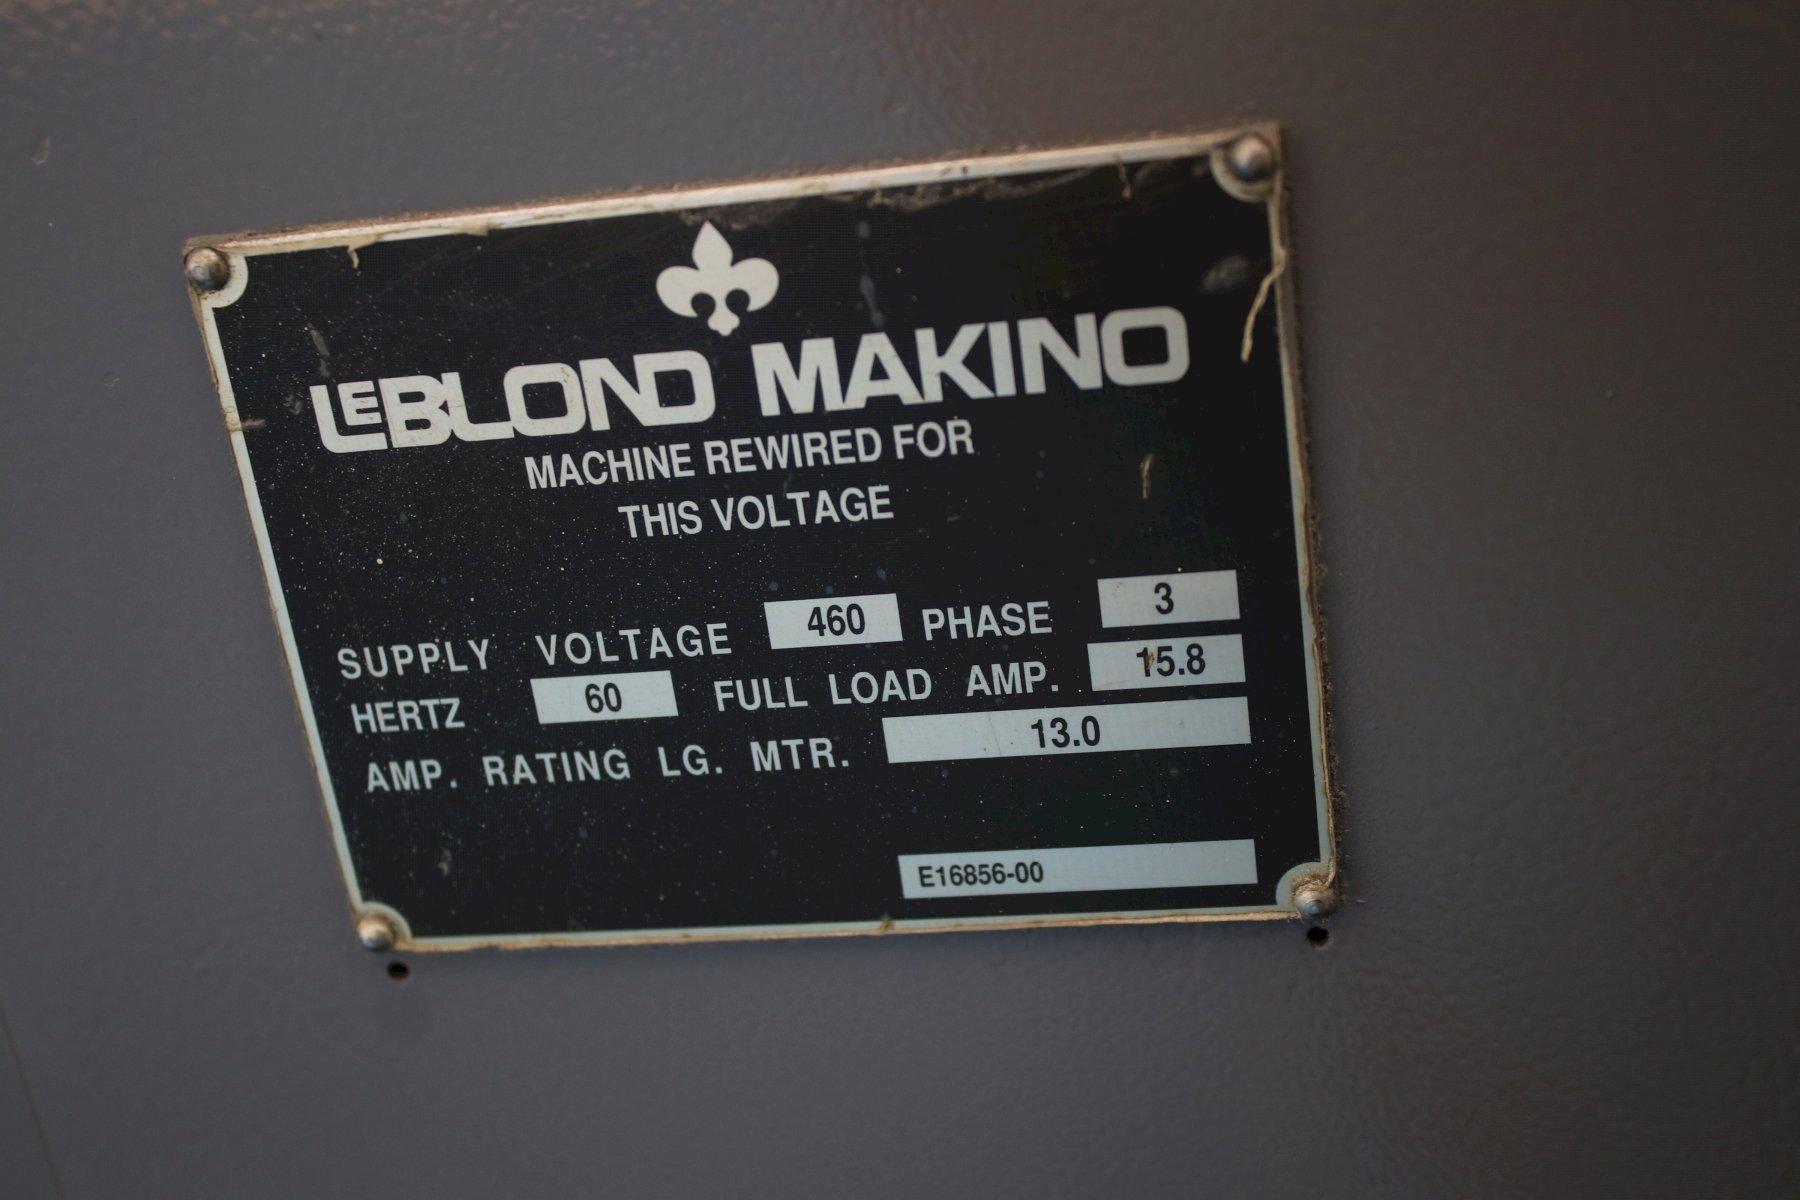 LEBLOND MAKINO
MACHINE REWIRED FOR
THIS VOLTAGE
SUPPLY VOLTAGE 460 PHASE 3
HERTZ 60 FULL LOAD AMP. 15.8
AMP. RATING LG. MTR. 13.0
E16856-00